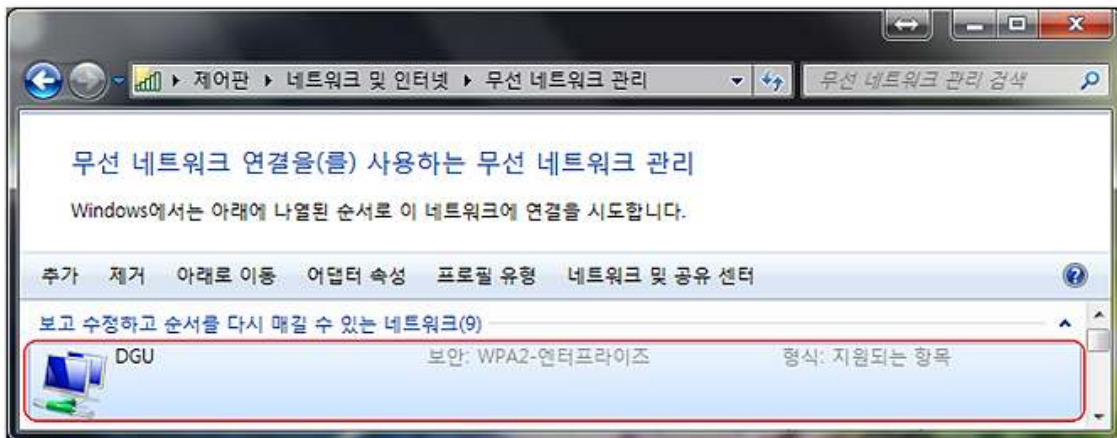 제어판 ▸ 네트워크 및 인터넷 ▸ 무선 네트워크 관리
무선 네트워크 관리 검색
무선 네트워크 연결을(를) 사용하는 무선 네트워크 관리
Windows에서는 아래에 나열된 순서로 이 네트워크에 연결을 시도합니다.
추가 제거 아래로 이동 어댑터 속성 프로필 유형 네트워크 및 공유 센터
보고 수정하고 순서를 다시 매길 수 있는 네트워크(9)
DGU 보안: WPA2-엔터프라이즈 형식: 지원되는 항목